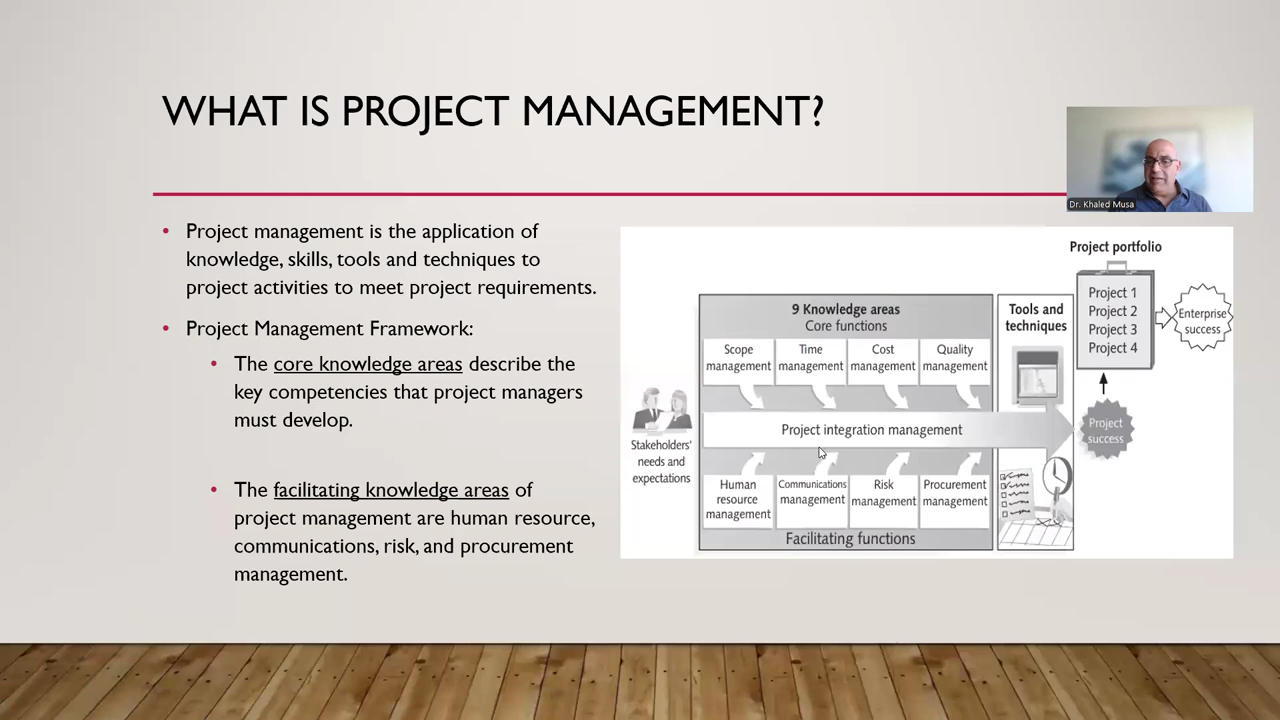 WHAT IS PROJECT MANAGEMENT?
Dr. Khaled Musa
• Project management is the application of
knowledge, skills, tools and techniques to
project activities to meet project requirements.
• Project Management Framework:
• The core knowledge areas describe the
key competencies that project managers
must develop.
• The facilitating knowledge areas of
project management are human resource,
communications, risk, and procurement
management.
Stakeholders'
needs and
expectations
9 Knowledge areas
Core functions
Scope
management
Time
management
Cost
management
Quality
management
Project integration management
Human
resource
management
Communications
management
Risk
management
Procurement
management
Facilitating functions
Tools and
techniques
Project portfolio
Project 1
Project 2
Project 3
Project 4
Enterprise
success
Project
success